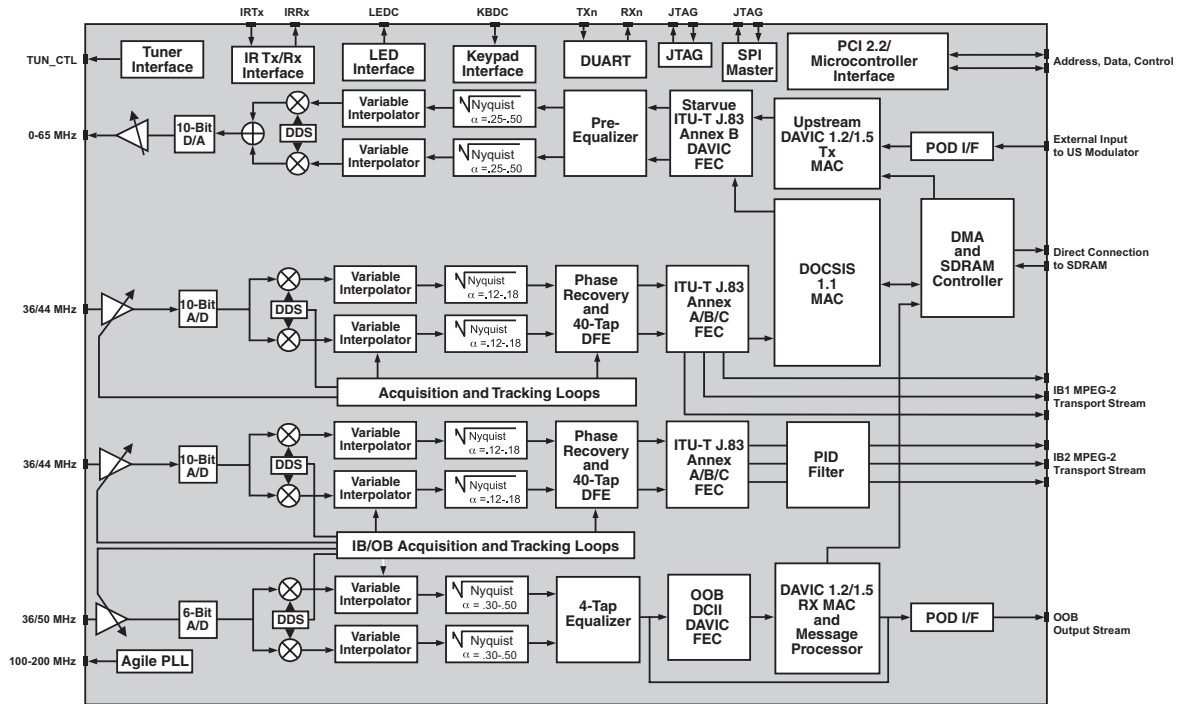 IRTx
IRRx
LEDC
KBDC
TXn
RXn
JTAG
JTAG
TUN_CTL
Tuner
Interface
IR Tx/Rx
Interface
LED
Interface
Keypad
Interface
DUART
JTAG
SPI
Master
PCI 2.2/
Microcontroller
Interface
Address, Data, Control
0-65 MHz
10-Bit
D/A
DDS
Variable
Interpolator
Variable
Interpolator
√Nyquist
α =.25-.50
√Nyquist
α =.25-.50
Pre-
Equalizer
Starvue
ITU-T J.83
Annex B
DAVIC
FEC
Upstream
DAVIC 1.2/1.5
Tx
MAC
POD I/F
External Input
to US Modulator
DOCSIS
1.1
MAC
DMA
and
SDRAM
Controller
Direct Connection
to SDRAM
36/44 MHz
10-Bit
A/D
DDS
Variable
Interpolator
Variable
Interpolator
√Nyquist
α =.12-.18
√Nyquist
α =.12-.18
Phase
Recovery
and
40-Tap
DFE
ITU-T J.83
Annex
A/B/C
FEC
Acquisition and Tracking Loops
IB1 MPEG-2
Transport Stream
36/44 MHz
10-Bit
A/D
DDS
Variable
Interpolator
Variable
Interpolator
√Nyquist
α =.12-.18
√Nyquist
α =.12-.18
Phase
Recovery
and
40-Tap
DFE
ITU-T J.83
Annex
A/B/C
FEC
PID
Filter
IB2 MPEG-2
Transport Stream
IB/OB Acquisition and Tracking Loops
36/50 MHz
6-Bit
A/D
DDS
Variable
Interpolator
Variable
Interpolator
√Nyquist
α = .30-.50
√Nyquist
α = .30-.50
4-Tap
Equalizer
OOB
DCII
DAVIC
FEC
DAVIC 1.2/1.5
RX MAC
and
Message
Processor
POD I/F
OOB
Output Stream
100-200 MHz
Agile PLL